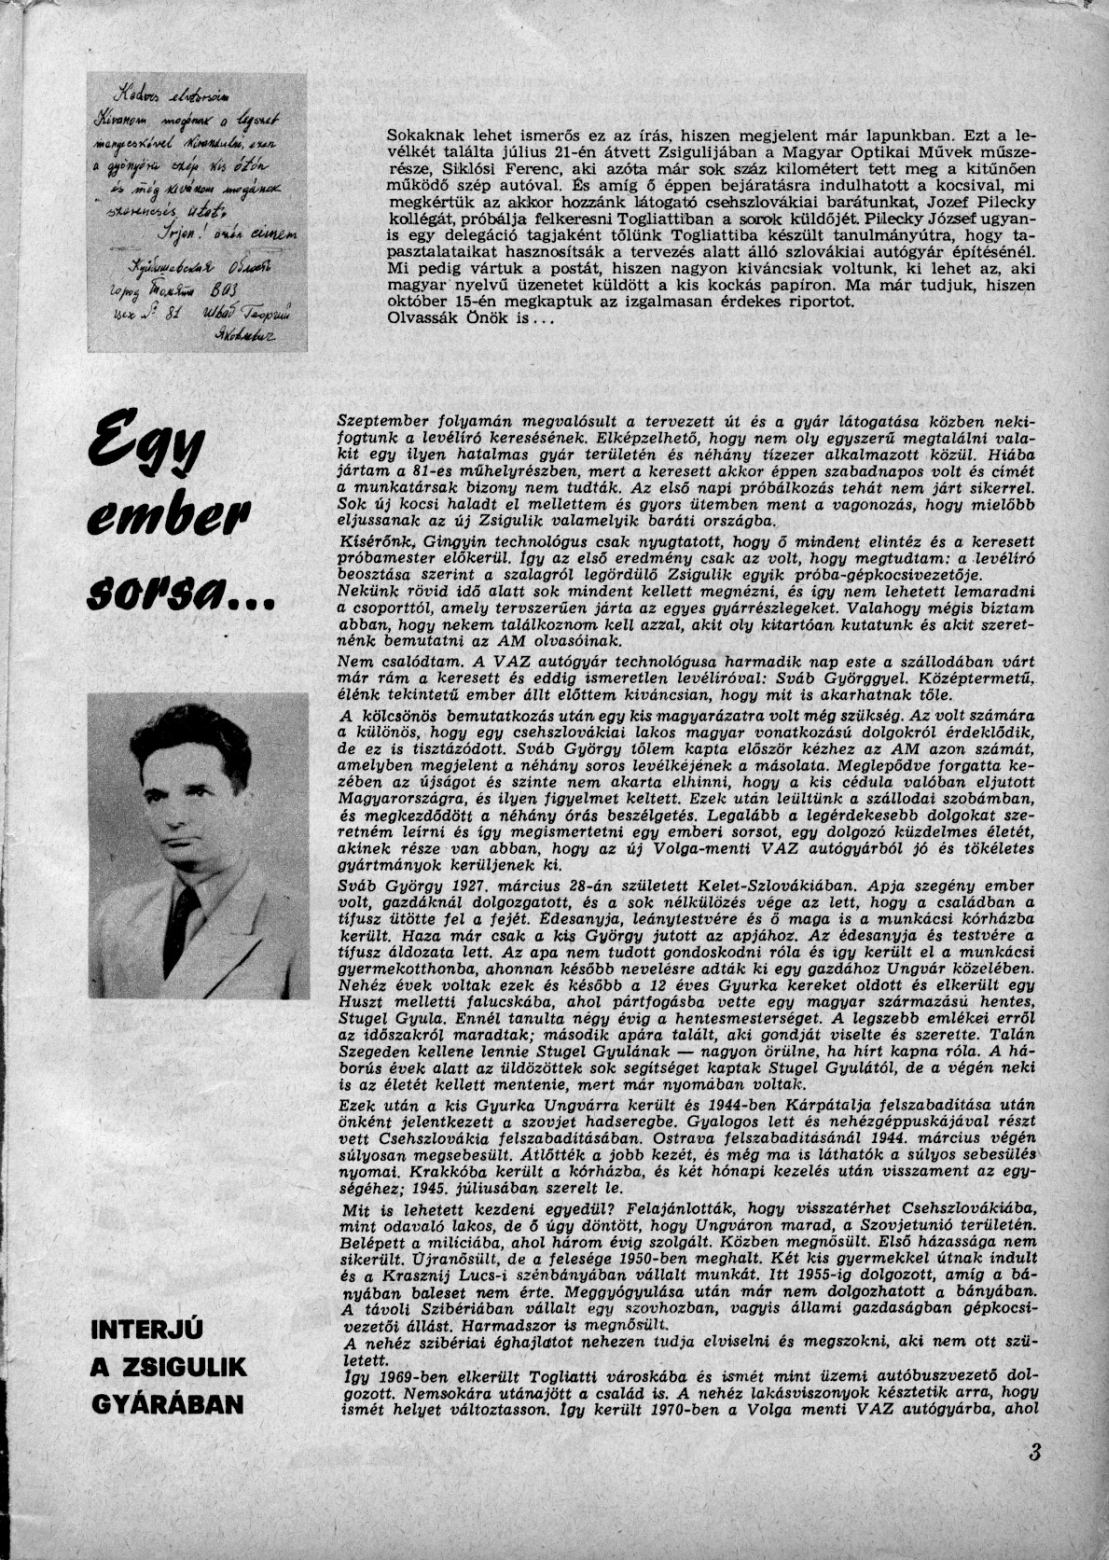 Kedves elvtársám
Kivánom magának a legszet
manyecskével kirándulni, ezen
a gyönyörű szép kis ótón
és még kivánom magának
szerencsés útat.
Irjon! címem
Куйбышевская Область
город Тольятти ВАЗ
цех № 81 Шваб Георгий
Яковлевич
Sokaknak lehet ismerős ez az írás, hiszen megjelent már lapunkban. Ezt a le-
vélkét találta július 21-én átvett Zsigulijában a Magyar Optikai Művek műsze-
része, Siklósi Ferenc, aki azóta már sok száz kilométert tett meg a kitűnően
működő szép autóval. És amíg ő éppen bejáratásra indulhatott a kocsival, mi
megkértük az akkor hozzánk látogató csehszlovákiai barátunkat, Jozef Pilecky
kollégát, próbálja felkeresni Togliattiban a sorok küldőjét. Pilecky József ugyan-
is egy delegáció tagjaként tőlünk Togliattiba készült tanulmányútra, hogy ta-
pasztalataikat hasznosítsák a tervezés alatt álló szlovákiai autógyár építésénél.
Mi pedig vártuk a postát, hiszen nagyon kiváncsiak voltunk, ki lehet az, aki
magyar nyelvű üzenetet küldött a kis kockás papíron. Ma már tudjuk, hiszen
október 15-én megkaptuk az izgalmasan érdekes riportot.
Olvassák Önök is...
Egy
ember
sorsa...
Szeptember folyamán megvalósult a tervezett út és a gyár látogatása közben neki-
fogtunk a levélíró keresésének. Elképzelhető, hogy nem oly egyszerű megtalálni vala-
kit egy ilyen hatalmas gyár területén és néhány tízezer alkalmazott közül. Hiába
jártam a 81-es műhelyrészben, mert a keresett akkor éppen szabadnapos volt és címét
a munkatársak bizony nem tudták. Az első napi próbálkozás tehát nem járt sikerrel.
Sok új kocsi haladt el mellettem és gyors ütemben ment a vagonozás, hogy mielőbb
eljussanak az új Zsigulik valamelyik baráti országba.
Kísérőnk, Gingyin technológus csak nyugtatott, hogy ő mindent elintéz és a keresett
próbamester előkerül. Így az első eredmény csak az volt, hogy megtudtam: a levélíró
beosztása szerint a szalagról legördülő Zsigulik egyik próba-gépkocsivezetője.
Nekünk rövid idő alatt sok mindent kellett megnézni, és így nem lehetett lemaradni
a csoporttól, amely tervszerűen járta az egyes gyárrészlegeket. Valahogy mégis biztam
abban, hogy nekem találkoznom kell azzal, akit oly kitartóan kutatunk és akit szeret-
nénk bemutatni az AM olvasóinak.
Nem csalódtam. A VAZ autógyár technológusa harmadik nap este a szállodában várt
már rám a keresett és eddig ismeretlen levélíróval: Sváb Györggyel. Középtermetű,
élénk tekintetű ember állt előttem kiváncsian, hogy mit is akarhatnak tőle.
A kölcsönös bemutatkozás után egy kis magyarázatra volt még szükség. Az volt számára
a különös, hogy egy csehszlovákiai lakos magyar vonatkozású dolgokról érdeklődik,
de ez is tisztázódott. Sváb György tőlem kapta először kézhez az AM azon számát,
amelyben megjelent a néhány soros levélkéjének a másolata. Meglepődve forgatta ke-
zében az újságot és szinte nem akarta elhinni, hogy a kis cédula valóban eljutott
Magyarországra, és ilyen figyelmet keltett. Ezek után leültünk a szállodai szobámban,
és megkezdődött a néhány órás beszélgetés. Legalább a legérdekesebb dolgokat sze-
retném leírni és így megismertetni egy emberi sorsot, egy dolgozó küzdelmes életét,
akinek része van abban, hogy az új Volga-menti VAZ autógyárból jó és tökéletes
gyártmányok kerüljenek ki.
Sváb György 1927. március 28-án született Kelet-Szlovákiában. Apja szegény ember
volt, gazdáknál dolgozgatott, és a sok nélkülözés vége az lett, hogy a családban a
tífusz ütötte fel a fejét. Édesanyja, leánytestvére és ő maga is a munkácsi kórházba
került. Haza már csak a kis György jutott az apjához. Az édesanyja és testvére a
tífusz áldozata lett. Az apa nem tudott gondoskodni róla és így került el a munkácsi
gyermekotthonba, ahonnan később nevelésre adták ki egy gazdához Ungvár közelében.
Nehéz évek voltak ezek és később a 12 éves Gyurka kereket oldott és elkerült egy
Huszt melletti falucskába, ahol pártfogásba vette egy magyar származású hentes,
Stugel Gyula. Ennél tanulta négy évig a hentesmesterséget. A legszebb emlékei erről
az időszakról maradtak; második apára talált, aki gondját viselte és szerette. Talán
Szegeden kellene lennie Stugel Gyulának — nagyon örülne, ha hírt kapna róla. A há-
borús évek alatt az üldözöttek sok segítséget kaptak Stugel Gyulától, de a végén neki
is az életét kellett mentenie, mert már nyomában voltak.
Ezek után a kis Gyurka Ungvárra került és 1944-ben Kárpátalja felszabadítása után
önként jelentkezett a szovjet hadseregbe. Gyalogos lett és nehézgéppuskájával részt
vett Csehszlovákia felszabadításában. Ostrava felszabadításánál 1944. március végén
súlyosan megsebesült. Átlőtték a jobb kezét, és még ma is láthatók a súlyos sebesülés
nyomai. Krakkóba került a kórházba, és két hónapi kezelés után visszament az egy-
ségéhez; 1945. júliusában szerelt le.
Mit is lehetett kezdeni egyedül? Felajánlották, hogy visszatérhet Csehszlovákiába,
mint odavaló lakos, de ő úgy döntött, hogy Ungváron marad, a Szovjetunió területén.
Belépett a milíciába, ahol három évig szolgált. Közben megnősült. Első házassága nem
sikerült. Újranősült, de a felesége 1950-ben meghalt. Két kis gyermekkel útnak indult
és a Krasznij Lucs-i szénbányában vállalt munkát. Itt 1955-ig dolgozott, amíg a bá-
nyában baleset nem érte. Meggyógyulása után már nem dolgozhatott a bányában.
A távoli Szibériában vállalt egy szovhozban, vagyis állami gazdaságban gépkocsi-
vezetői állást. Harmadszor is megnősült.
A nehéz szibériai éghajlatot nehezen tudja elviselni és megszokni, aki nem ott szü-
letett.
Így 1969-ben elkerült Togliatti városkába és ismét mint üzemi autóbuszvezető dol-
gozott. Nemsokára utánajött a család is. A nehéz lakásviszonyok késztetik arra, hogy
ismét helyet változtasson. Így került 1970-ben a Volga menti VAZ autógyárba, ahol
INTERJÚ
A ZSIGULIK
GYÁRÁBAN
3